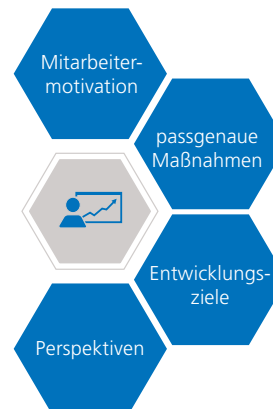 Mitarbeiter-
motivation
passgenaue
Maßnahmen
Entwicklungs-
ziele
Perspektiven